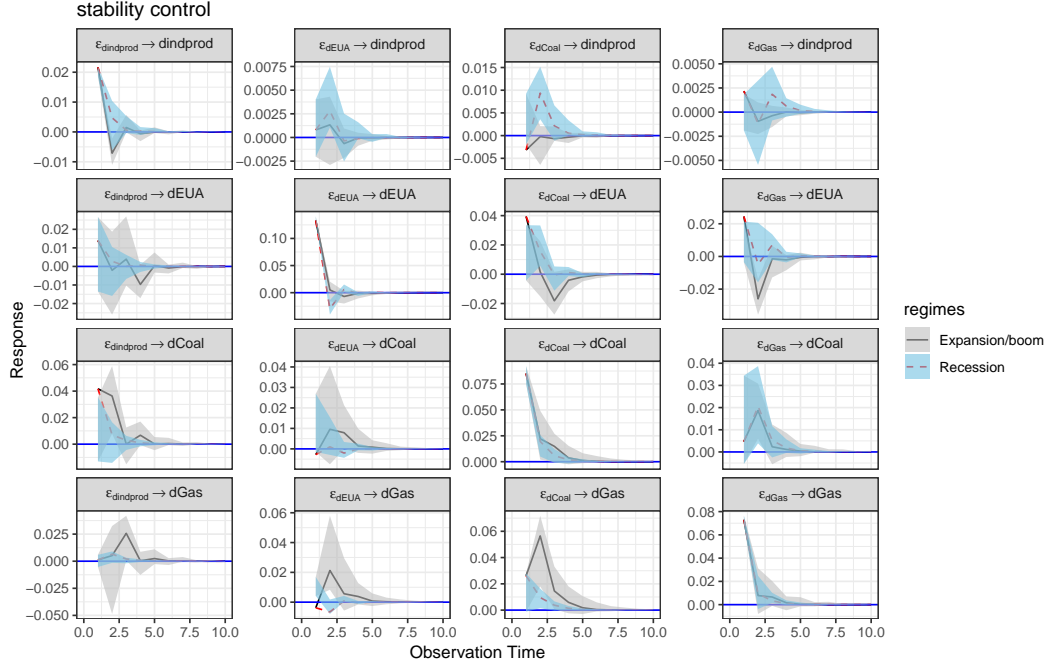 stability control
εdindprod → dindprod
εdEUA → dindprod
εdCoal → dindprod
εdGas → dindprod
0.02
0.01
0.00
−0.01
0.0075
0.0050
0.0025
0.0000
−0.0025
0.015
0.010
0.005
0.000
−0.005
0.0050
0.0025
0.0000
−0.0025
−0.0050
εdindprod → dEUA
εdEUA → dEUA
εdCoal → dEUA
εdGas → dEUA
0.02
0.01
0.00
−0.01
−0.02
0.10
0.05
0.00
0.04
0.02
0.00
−0.02
0.02
0.00
−0.02
εdindprod → dCoal
εdEUA → dCoal
εdCoal → dCoal
εdGas → dCoal
0.06
0.04
0.02
0.00
0.04
0.03
0.02
0.01
0.00
0.075
0.050
0.025
0.000
0.04
0.03
0.02
0.01
0.00
εdindprod → dGas
εdEUA → dGas
εdCoal → dGas
εdGas → dGas
0.025
0.000
−0.025
−0.050
0.06
0.04
0.02
0.00
0.06
0.04
0.02
0.00
0.08
0.06
0.04
0.02
0.00
0.0 2.5 5.0 7.5 10.0
0.0 2.5 5.0 7.5 10.0
0.0 2.5 5.0 7.5 10.0
0.0 2.5 5.0 7.5 10.0
Response
Observation Time
regimes
Expansion/boom
Recession